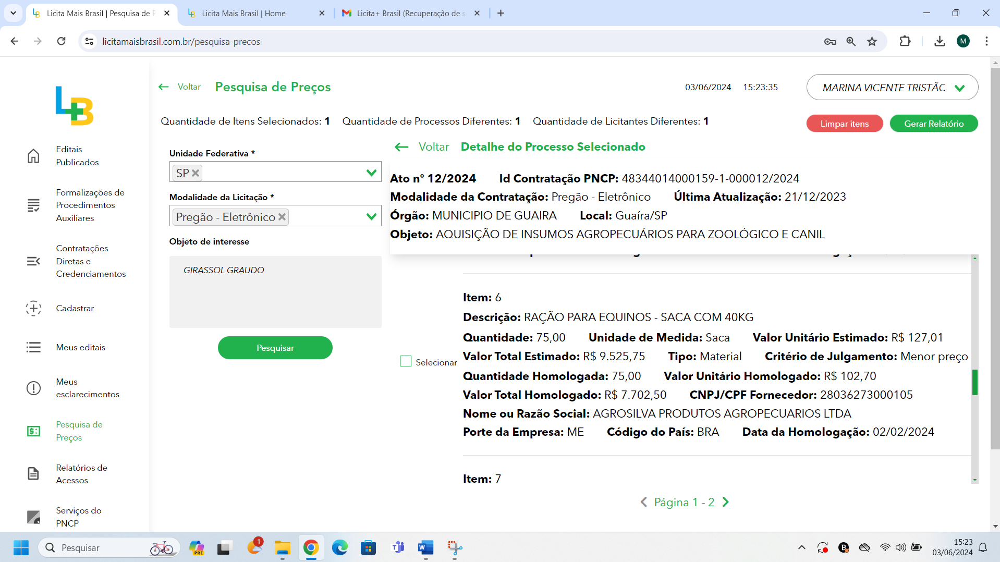 Licita Mais Brasil | Pesquisa de P
Licita Mais Brasil | Home
Licita+ Brasil (Recuperação de s
licitamaisbrasil.com.br/pesquisa-precos
M
Voltar
Pesquisa de Preços
03/06/2024 15:23:35
MARINA VICENTE TRISTÃO
Quantidade de Itens Selecionados: 1 Quantidade de Processos Diferentes: 1 Quantidade de Licitantes Diferentes: 1
Limpar itens
Gerar Relatório
Editais
Publicados
Formalizações de
Procedimentos
Auxiliares
Contratações
Diretas e
Credenciamentos
Cadastrar
Meus editais
Meus
esclarecimentos
Pesquisa de
Preços
Relatórios de
Acessos
Serviços do
PNCP
Unidade Federativa *
SP
Modalidade da Licitação *
Pregão - Eletrônico
Objeto de interesse
GIRASSOL GRAUDO
Pesquisar
Voltar Detalhe do Processo Selecionado
Ato n° 12/2024 Id Contratação PNCP: 48344014000159-1-000012/2024
Modalidade da Contratação: Pregão - Eletrônico Última Atualização: 21/12/2023
Órgão: MUNICIPIO DE GUAIRA Local: Guaíra/SP
Objeto: AQUISIÇÃO DE INSUMOS AGROPECUÁRIOS PARA ZOOLÓGICO E CANIL
Selecionar
Item: 6
Descrição: RAÇÃO PARA EQUINOS - SACA COM 40KG
Quantidade: 75,00 Unidade de Medida: Saca Valor Unitário Estimado: R$ 127,01
Valor Total Estimado: R$ 9.525,75 Tipo: Material Critério de Julgamento: Menor preço
Quantidade Homologada: 75,00 Valor Unitário Homologado: R$ 102,70
Valor Total Homologado: R$ 7.702,50 CNPJ/CPF Fornecedor: 28036273000105
Nome ou Razão Social: AGROSILVA PRODUTOS AGROPECUARIOS LTDA
Porte da Empresa: ME Código do País: BRA Data da Homologação: 02/02/2024
Item: 7
Página 1 - 2
Pesquisar
PRE
1
15:23
03/06/2024